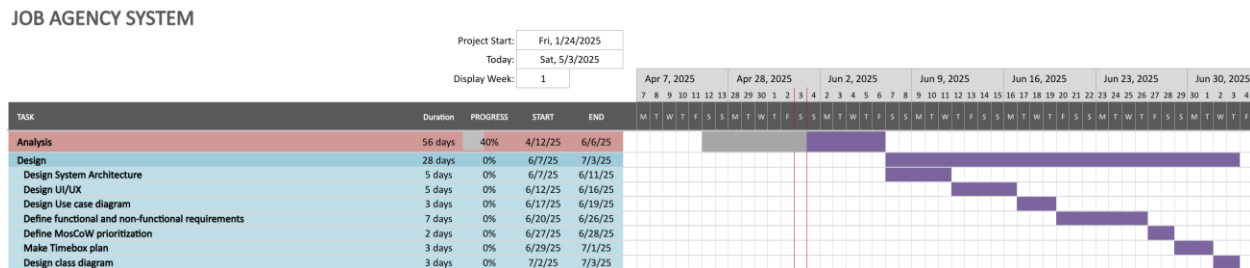 JOB AGENCY SYSTEM
Project Start: Fri, 1/24/2025
Today: Sat, 5/3/2025
Display Week: 1
Apr 7, 2025 Apr 28, 2025 Jun 2, 2025 Jun 9, 2025 Jun 16, 2025 Jun 23, 2025 Jun 30, 2025
7 8 9 10 11 12 13 28 29 30 1 2 3 4 2 3 4 5 6 7 8 9 10 11 12 13 14 15 16 17 18 19 20 21 22 23 24 25 26 27 28 29 30 1 2 3 4
TASK Duration PROGRESS START END M T W T F S S M T W T F S S M T W T F S S M T W T F S S M T W T F S S M T W T F S S M T W T F
Analysis 56 days 40% 4/12/25 6/6/25
Design 28 days 0% 6/7/25 7/3/25
Design System Architecture 5 days 0% 6/7/25 6/11/25
Design UI/UX 5 days 0% 6/12/25 6/16/25
Design Use case diagram 3 days 0% 6/17/25 6/19/25
Define functional and non-functional requirements 7 days 0% 6/20/25 6/26/25
Define MosCoW prioritization 2 days 0% 6/27/25 6/28/25
Make Timebox plan 3 days 0% 6/29/25 7/1/25
Design class diagram 3 days 0% 7/2/25 7/3/25